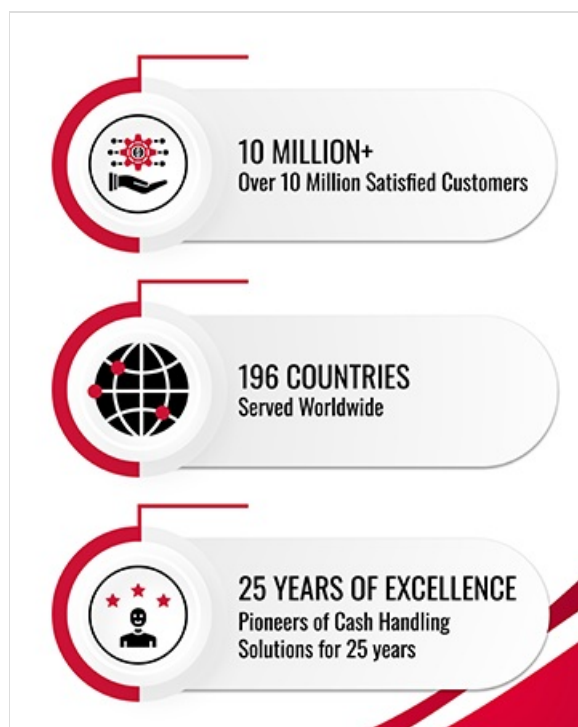 10 MILLION+
Over 10 Million Satisfied Customers
196 COUNTRIES
Served Worldwide
25 YEARS OF EXCELLENCE
Pioneers of Cash Handling
Solutions for 25 years